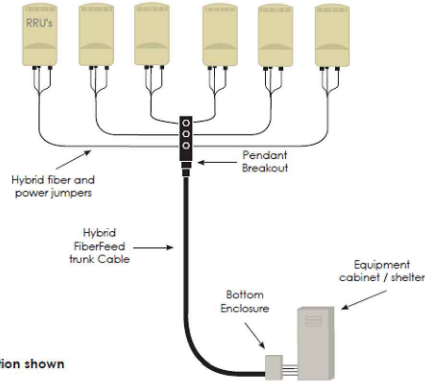 RRU's
Pendant
Breakout
Hybrid fiber and
power jumpers
Hybrid
FiberFeed
trunk Cable
Equipment
cabinet / shelter
Bottom
Enclosure
tion shown